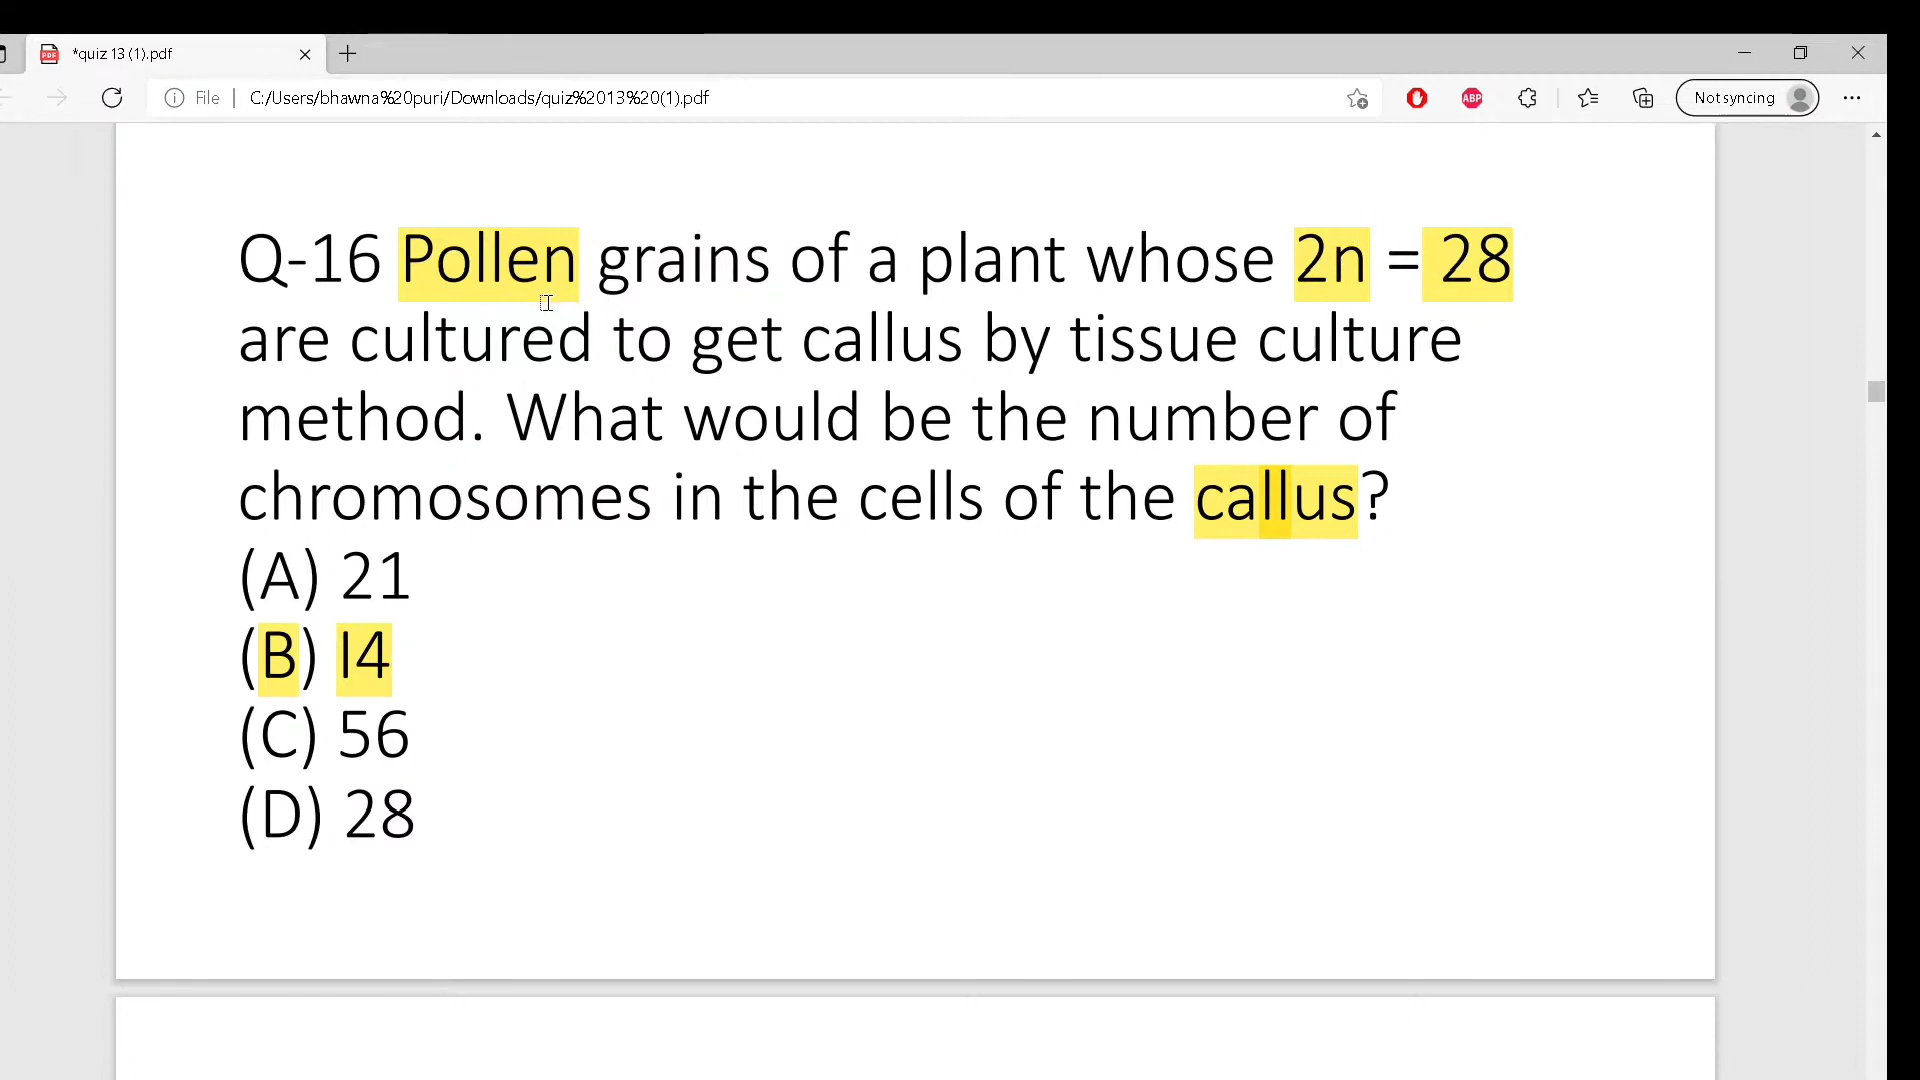 *quiz 13 (1).pdf
File C:/Users/bhawna%20puri/Downloads/quiz%2013%20(1).pdf
ABP
Not syncing
Q-16 Pollen grains of a plant whose 2n = 28
are cultured to get callus by tissue culture
method. What would be the number of
chromosomes in the cells of the callus?
(A) 21
(B) I4
(C) 56
(D) 28